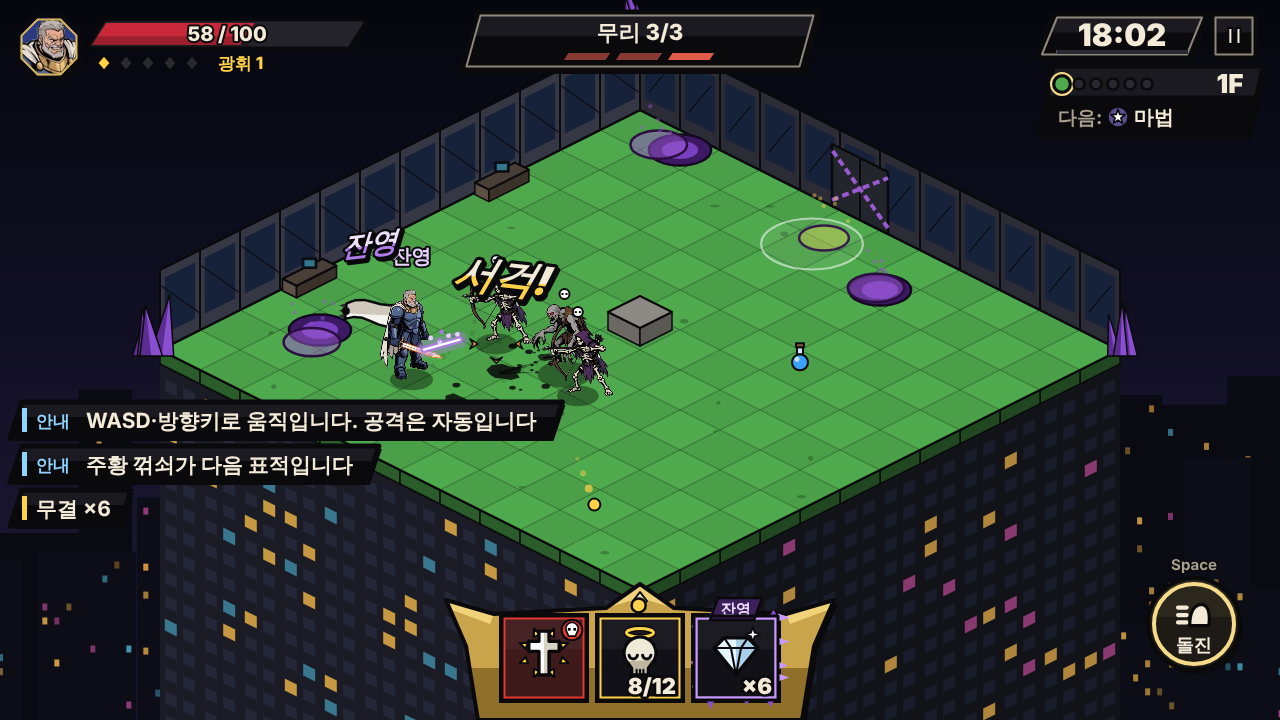 58 / 100
광휘 1
무리 3/3
18:02
1F
다음: 마법
잔영
잔영
서걱!
안내 WASD·방향키로 움직입니다. 공격은 자동입니다
안내 주황 꺾쇠가 다음 표적입니다
무결 ×6
Space
돌진
잔영
8/12
×6